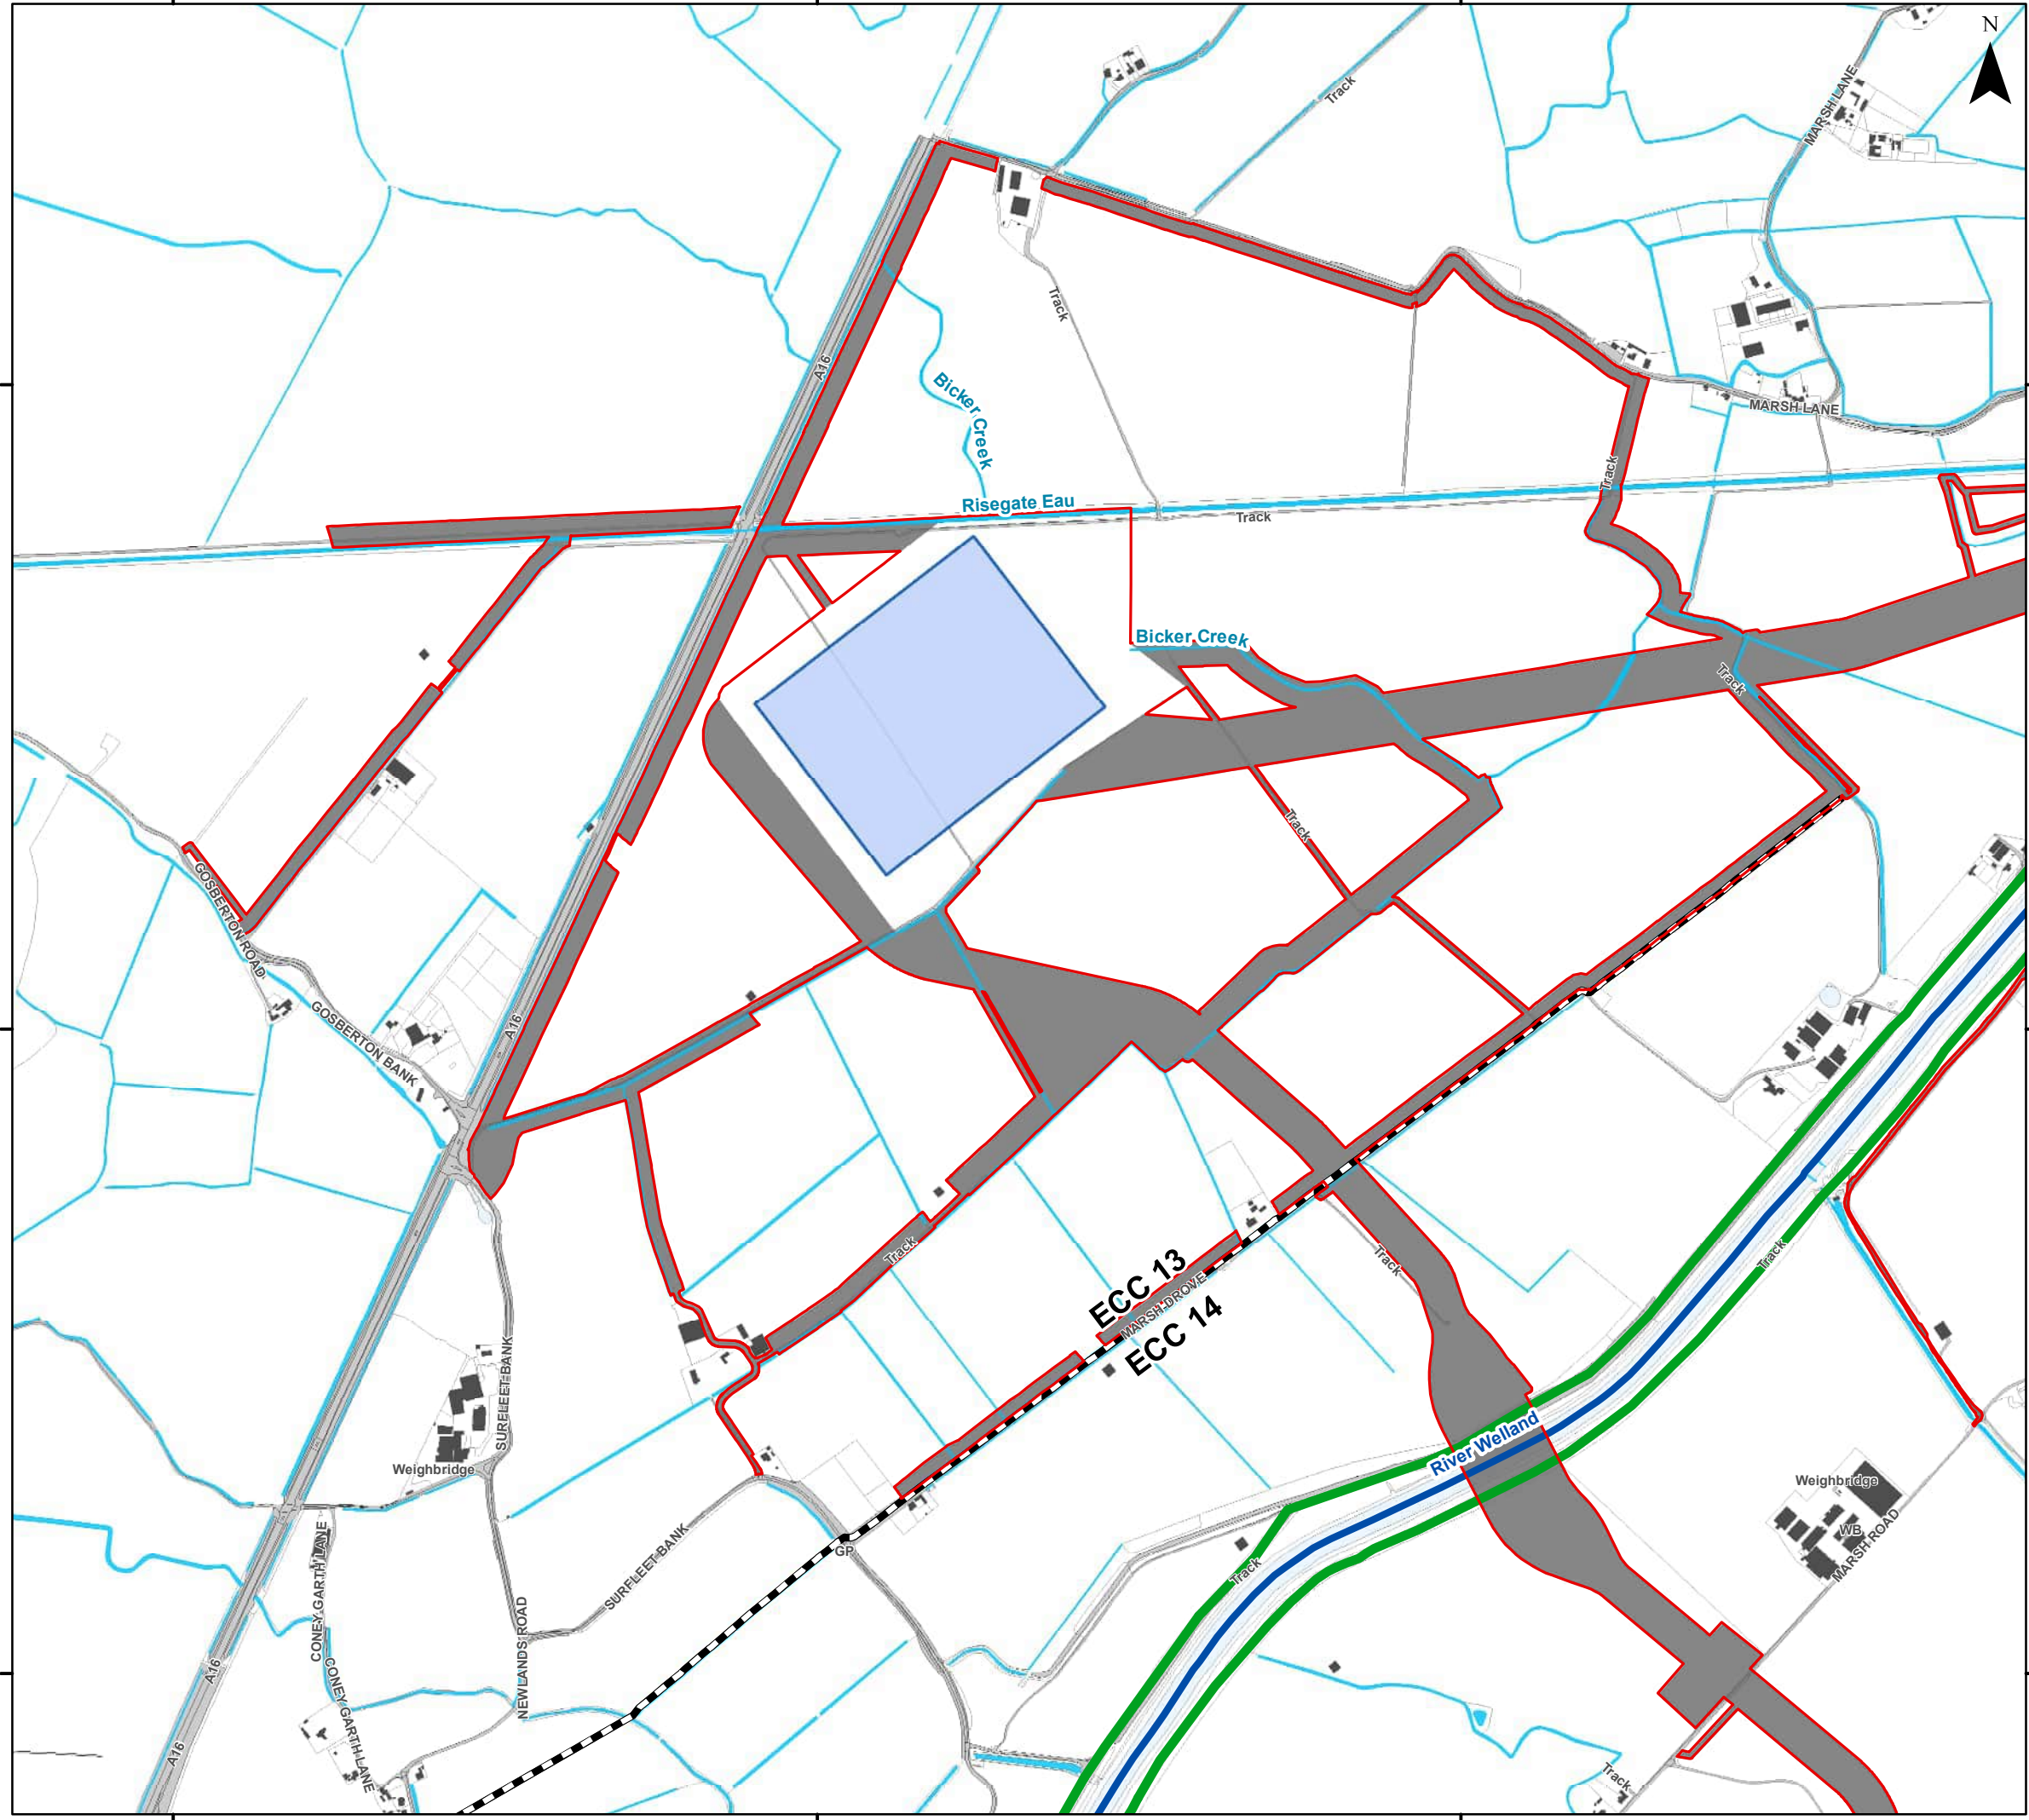 N
Track
MARSH LANE
Track
A16
Bicker Creek
MARSH LANE
Track
Risegate Eau
Track
Bicker Creek
Track
Track
GOSBERTON ROAD
GOSBERTON BANK
A16
Track
Track
Track
ECC 13
MARSH DROVE
ECC 14
SURFLEET BANK
Weighbridge
River Welland
Weighbridge
WB
MARSH ROAD
GP
Track
SURFLEET BANK
CONEY GARTH LANE
NEWLANDS ROAD
A16
CONEY GARTH LANE
A16
Track